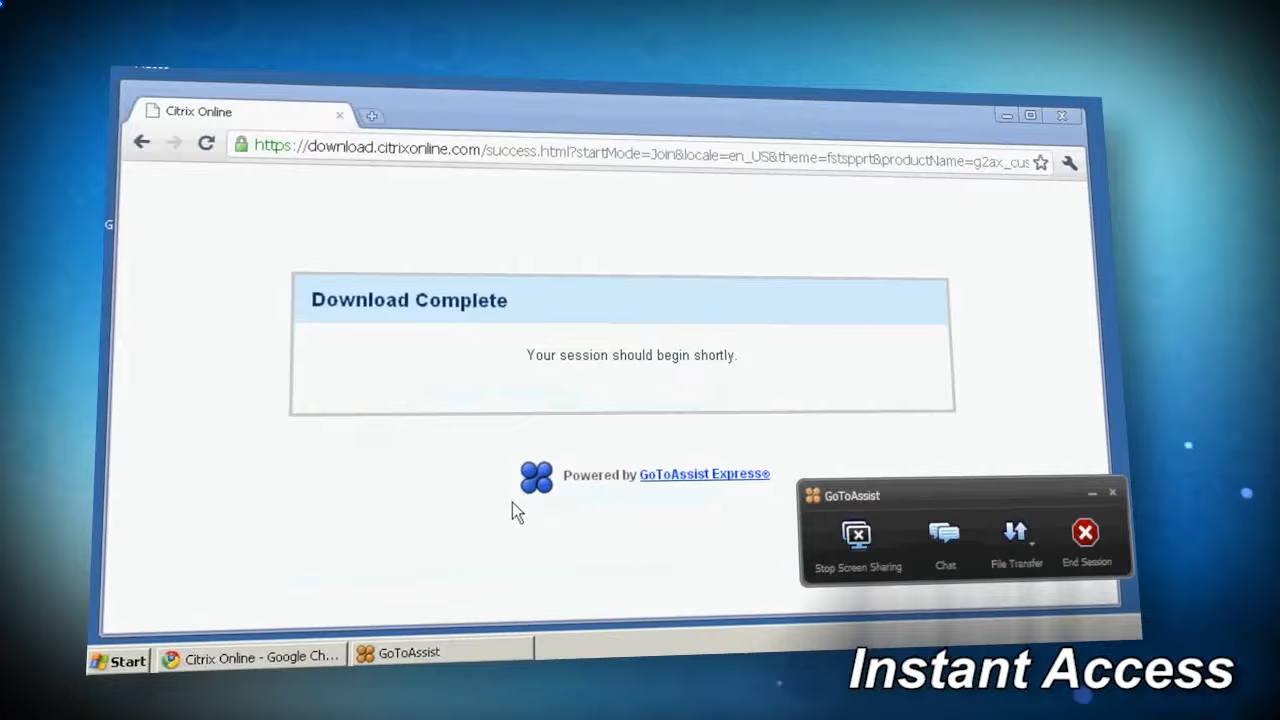 Citrix Online
https://download.citrixonline.com/success.html?startMode=Join&locale=en_US&theme=fstspprt&productName=g2ax_cus
G
Download Complete
Your session should begin shortly.
Powered by GoToAssist Express®
GoToAssist
Stop Screen Sharing
Chat
File Transfer
End Session
Start
Citrix Online - Google Ch...
GoToAssist
Instant Access